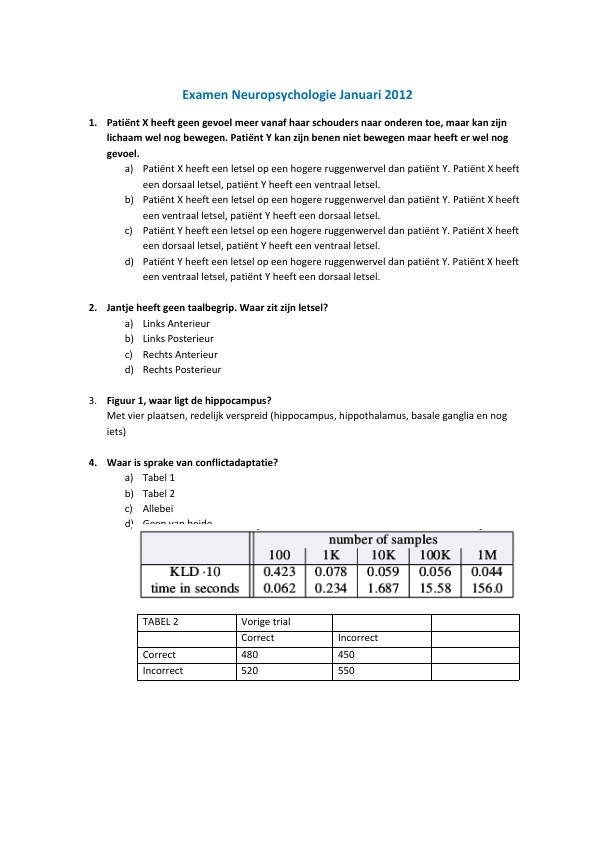 Examen Neuropsychologie Januari 2012
1. Patiënt X heeft geen gevoel meer vanaf haar schouders naar onderen toe, maar kan zijn
lichaam wel nog bewegen. Patiënt Y kan zijn benen niet bewegen maar heeft er wel nog
gevoel.
a) Patiënt X heeft een letsel op een hogere ruggenwervel dan patiënt Y. Patiënt X heeft
een dorsaal letsel, patiënt Y heeft een ventraal letsel.
b) Patiënt X heeft een letsel op een hogere ruggenwervel dan patiënt Y. Patiënt X heeft
een ventraal letsel, patiënt Y heeft een dorsaal letsel.
c) Patiënt Y heeft een letsel op een hogere ruggenwervel dan patiënt Y. Patiënt X heeft
een dorsaal letsel, patiënt Y heeft een ventraal letsel.
d) Patiënt Y heeft een letsel op een hogere ruggenwervel dan patiënt Y. Patiënt X heeft
een ventraal letsel, patiënt Y heeft een dorsaal letsel.
2. Jantje heeft geen taalbegrip. Waar zit zijn letsel?
a) Links Anterieur
b) Links Posterieur
c) Rechts Anterieur
d) Rechts Posterieur
3. Figuur 1, waar ligt de hippocampus?
Met vier plaatsen, redelijk verspreid (hippocampus, hippothalamus, basale ganglia en nog
iets)
4. Waar is sprake van conflictadaptatie?
a) Tabel 1
b) Tabel 2
c) Allebei
d) Geen van beide
number of samples
100 1K 10K 100K 1M
KLD ·10 0.423 0.078 0.059 0.056 0.044
time in seconds 0.062 0.234 1.687 15.58 156.0
TABEL 2 Vorige trial
Correct Incorrect
Correct 480 450
Incorrect 520 550